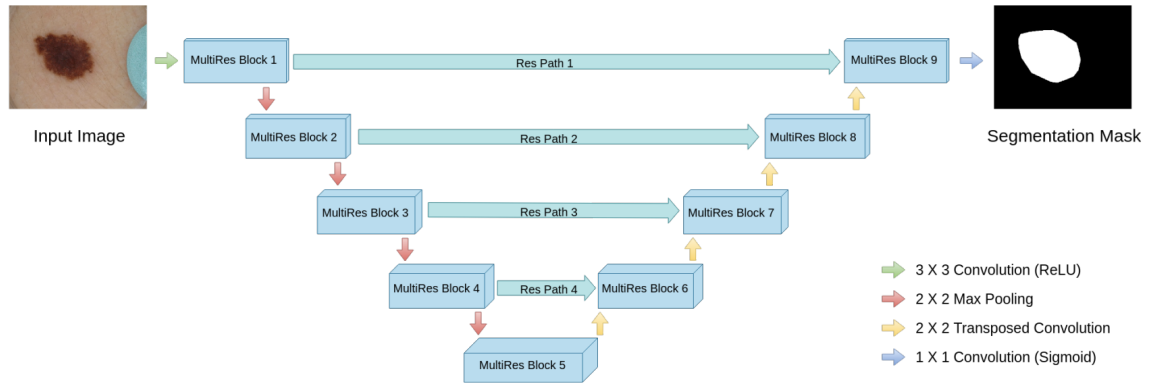 MultiRes Block 1
Res Path 1
MultiRes Block 9
Input Image
MultiRes Block 2
Res Path 2
MultiRes Block 8
Segmentation Mask
MultiRes Block 3
Res Path 3
MultiRes Block 7
MultiRes Block 4
Res Path 4
MultiRes Block 6
MultiRes Block 5
3 X 3 Convolution (ReLU)
2 X 2 Max Pooling
2 X 2 Transposed Convolution
1 X 1 Convolution (Sigmoid)